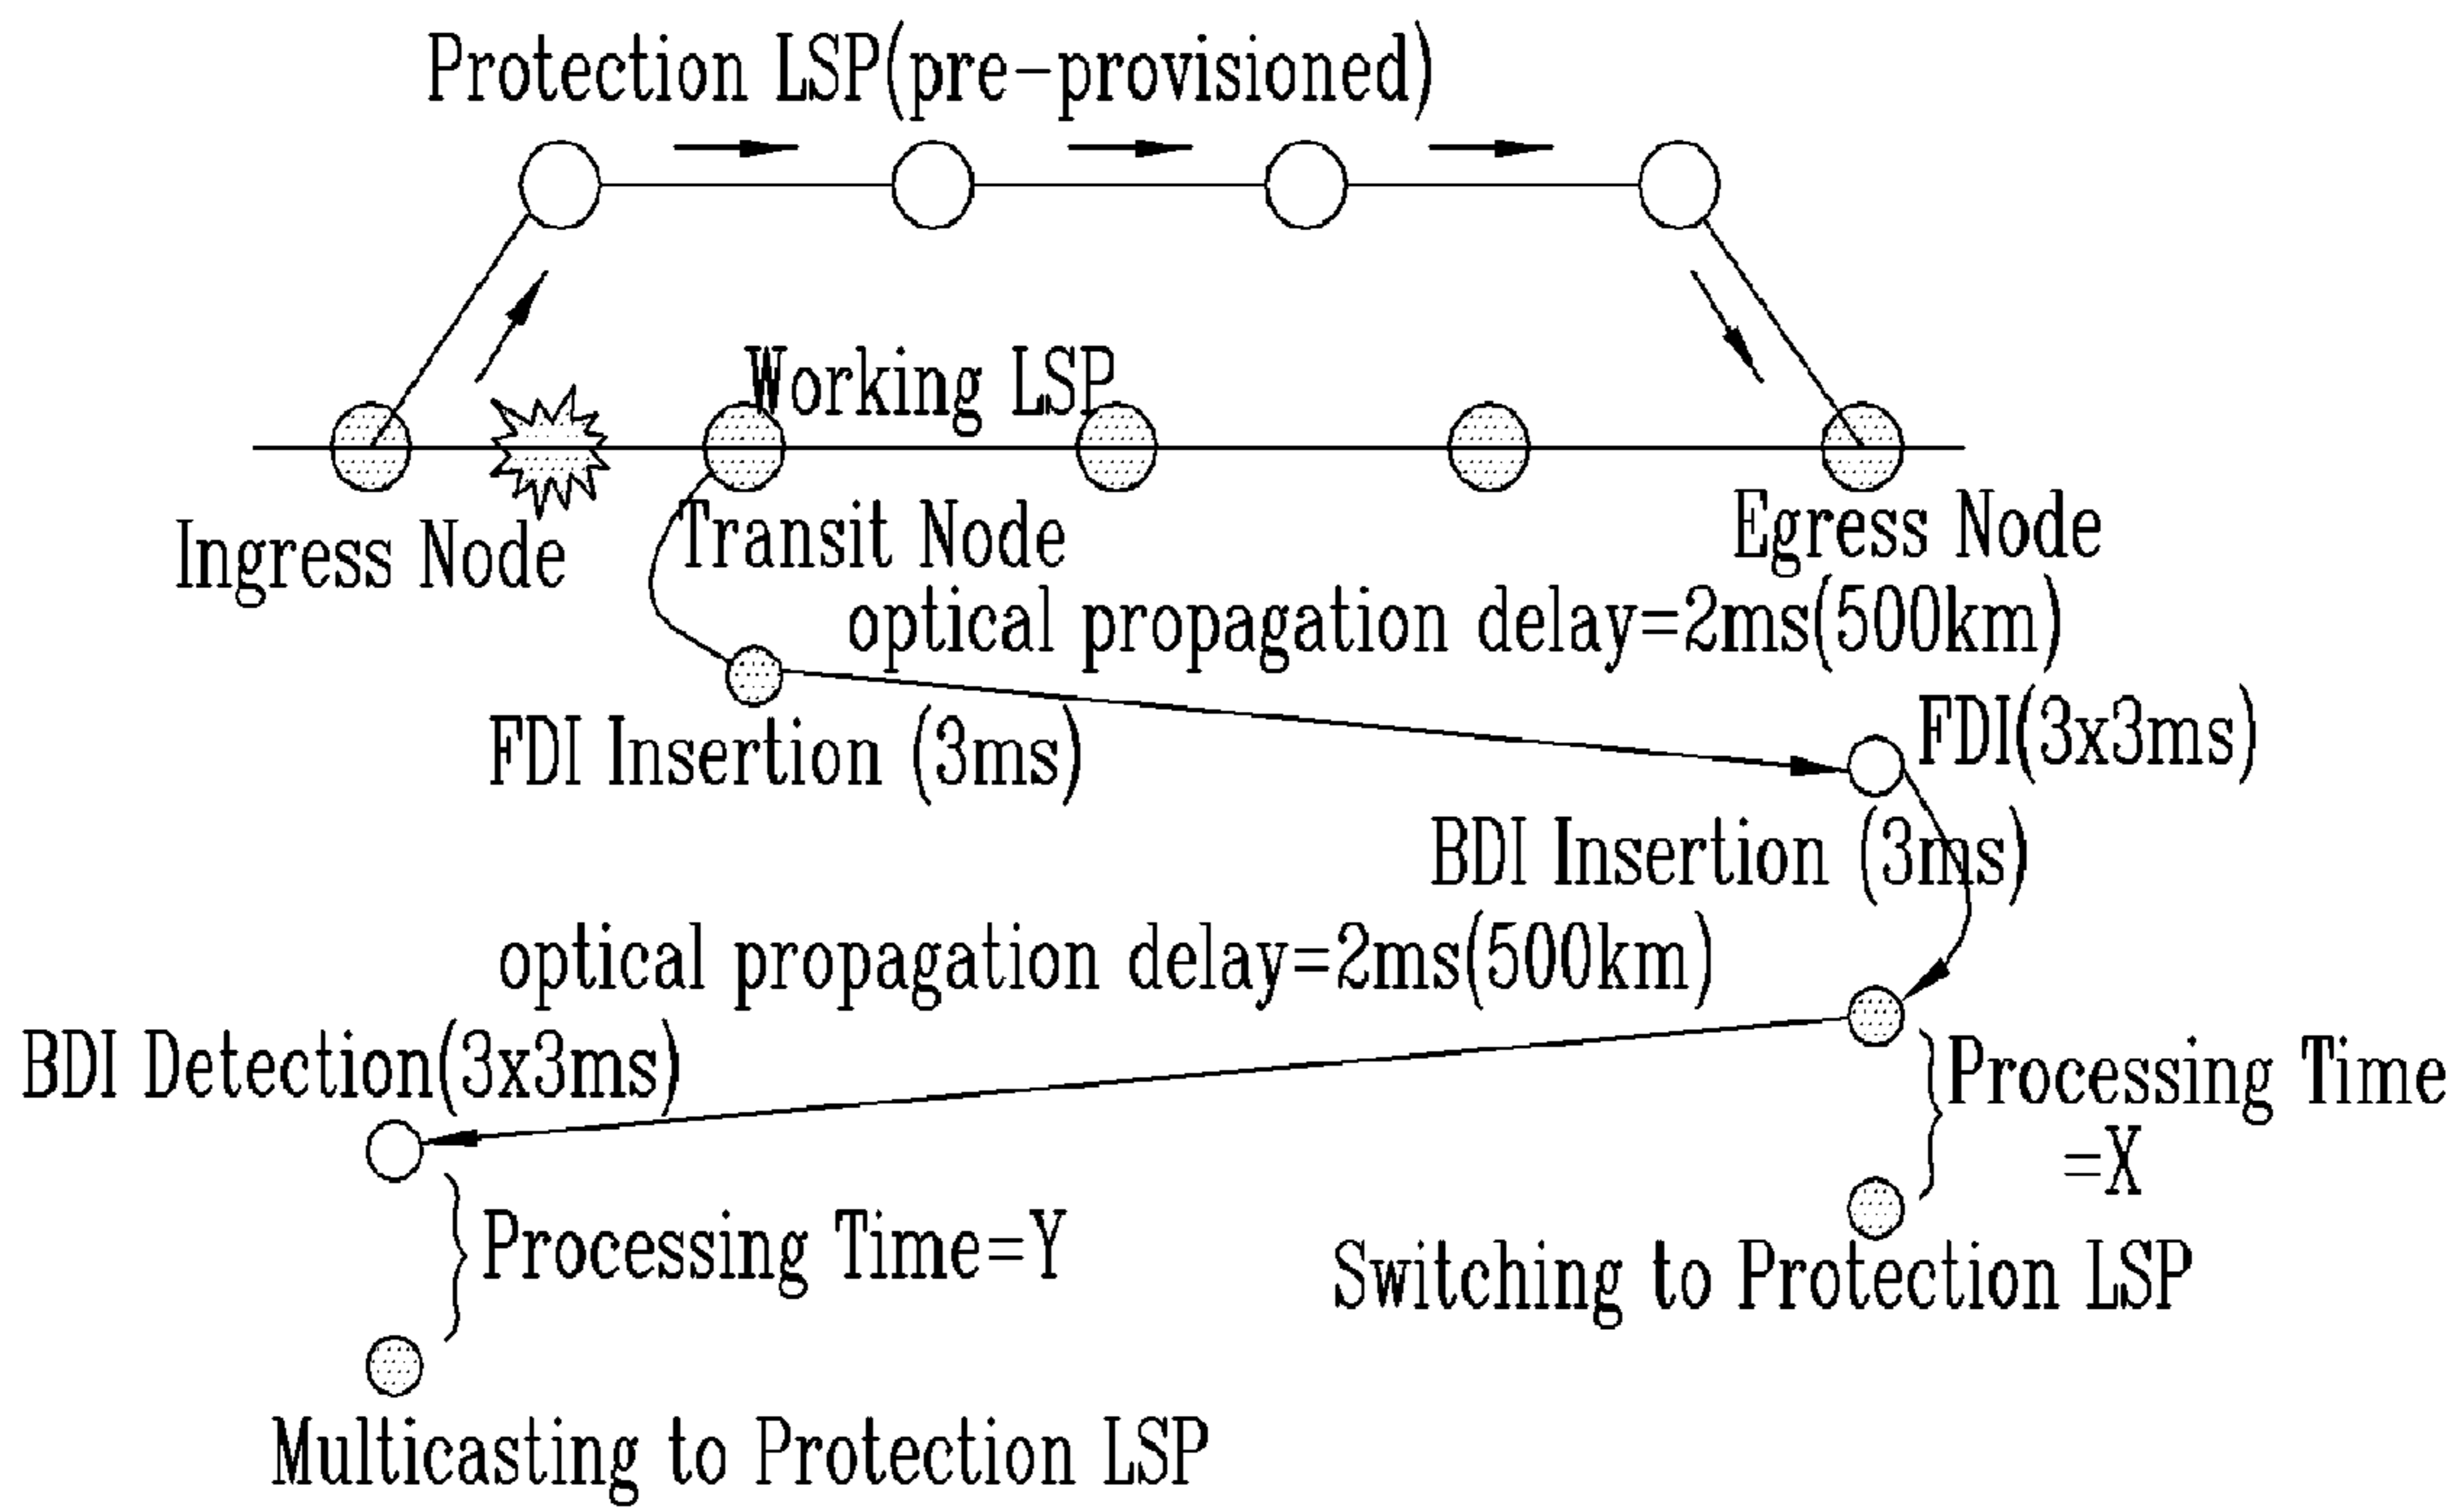 Protection LSP(pre-provisioned)
Working LSP
Ingress Node
Transit Node
Egress Node
optical propagation delay=2ms(500km)
FDI Insertion (3ms)
FDI(3x3ms)
BDI Insertion (3ms)
optical propagation delay=2ms(500km)
BDI Detection(3x3ms)
Processing Time
=X
Processing Time=Y
Switching to Protection LSP
Multicasting to Protection LSP